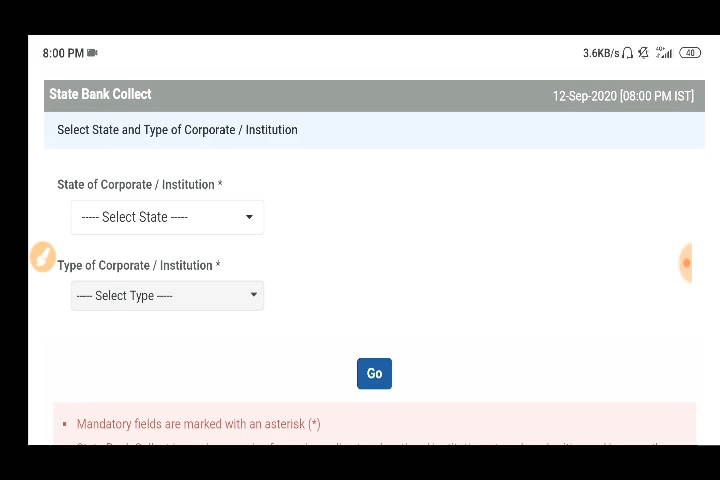 8:00 PM
3.6KB/s 4G+ 40
State Bank Collect
12-Sep-2020 [08:00 PM IST]
Select State and Type of Corporate / Institution
State of Corporate / Institution *
----- Select State -----
Type of Corporate / Institution *
----- Select Type -----
Go
Mandatory fields are marked with an asterisk (*)